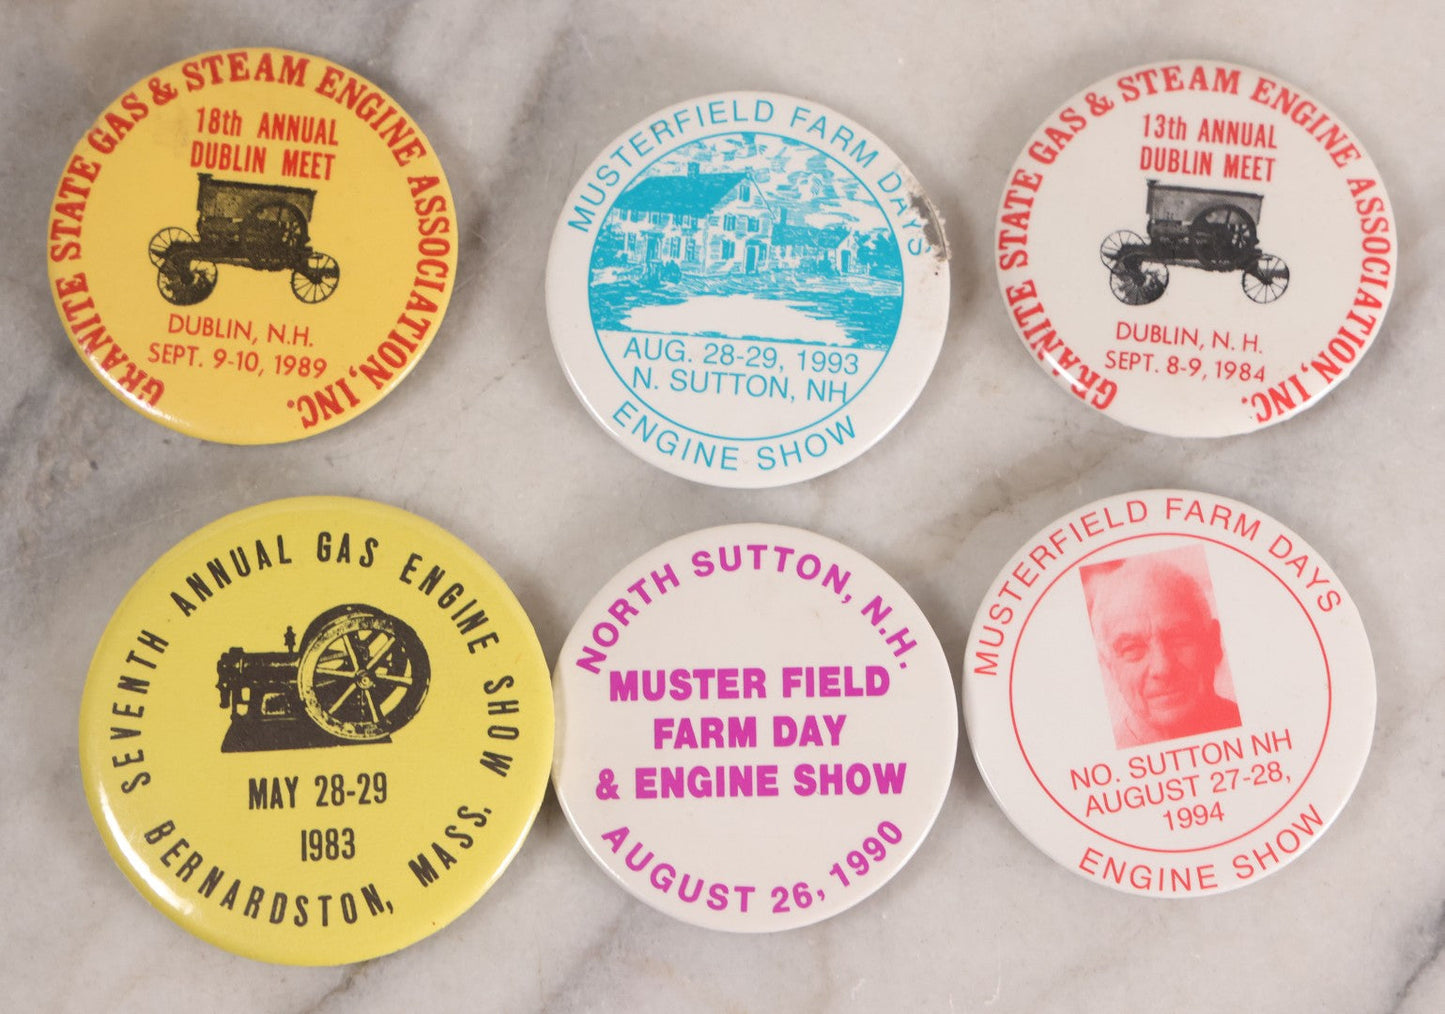 GRANITE STATE GAS & STEAM ENGINE ASSOCIATION, INC.
18th ANNUAL
DUBLIN MEET
DUBLIN, N.H.
SEPT. 9-10, 1989
MUSTERFIELD FARM DAYS
AUG. 28-29, 1993
N. SUTTON, NH
ENGINE SHOW
GRANITE STATE GAS & STEAM ENGINE ASSOCIATION, INC.
13th ANNUAL
DUBLIN MEET
DUBLIN, N.H.
SEPT. 8-9, 1984
SEVENTH ANNUAL GAS ENGINE SHOW
MAY 28-29
1983
BERNARDSTON, MASS.
NORTH SUTTON, N.H.
MUSTER FIELD
FARM DAY
& ENGINE SHOW
AUGUST 26, 1990
MUSTERFIELD FARM DAYS
NO. SUTTON NH
AUGUST 27-28,
1994
ENGINE SHOW